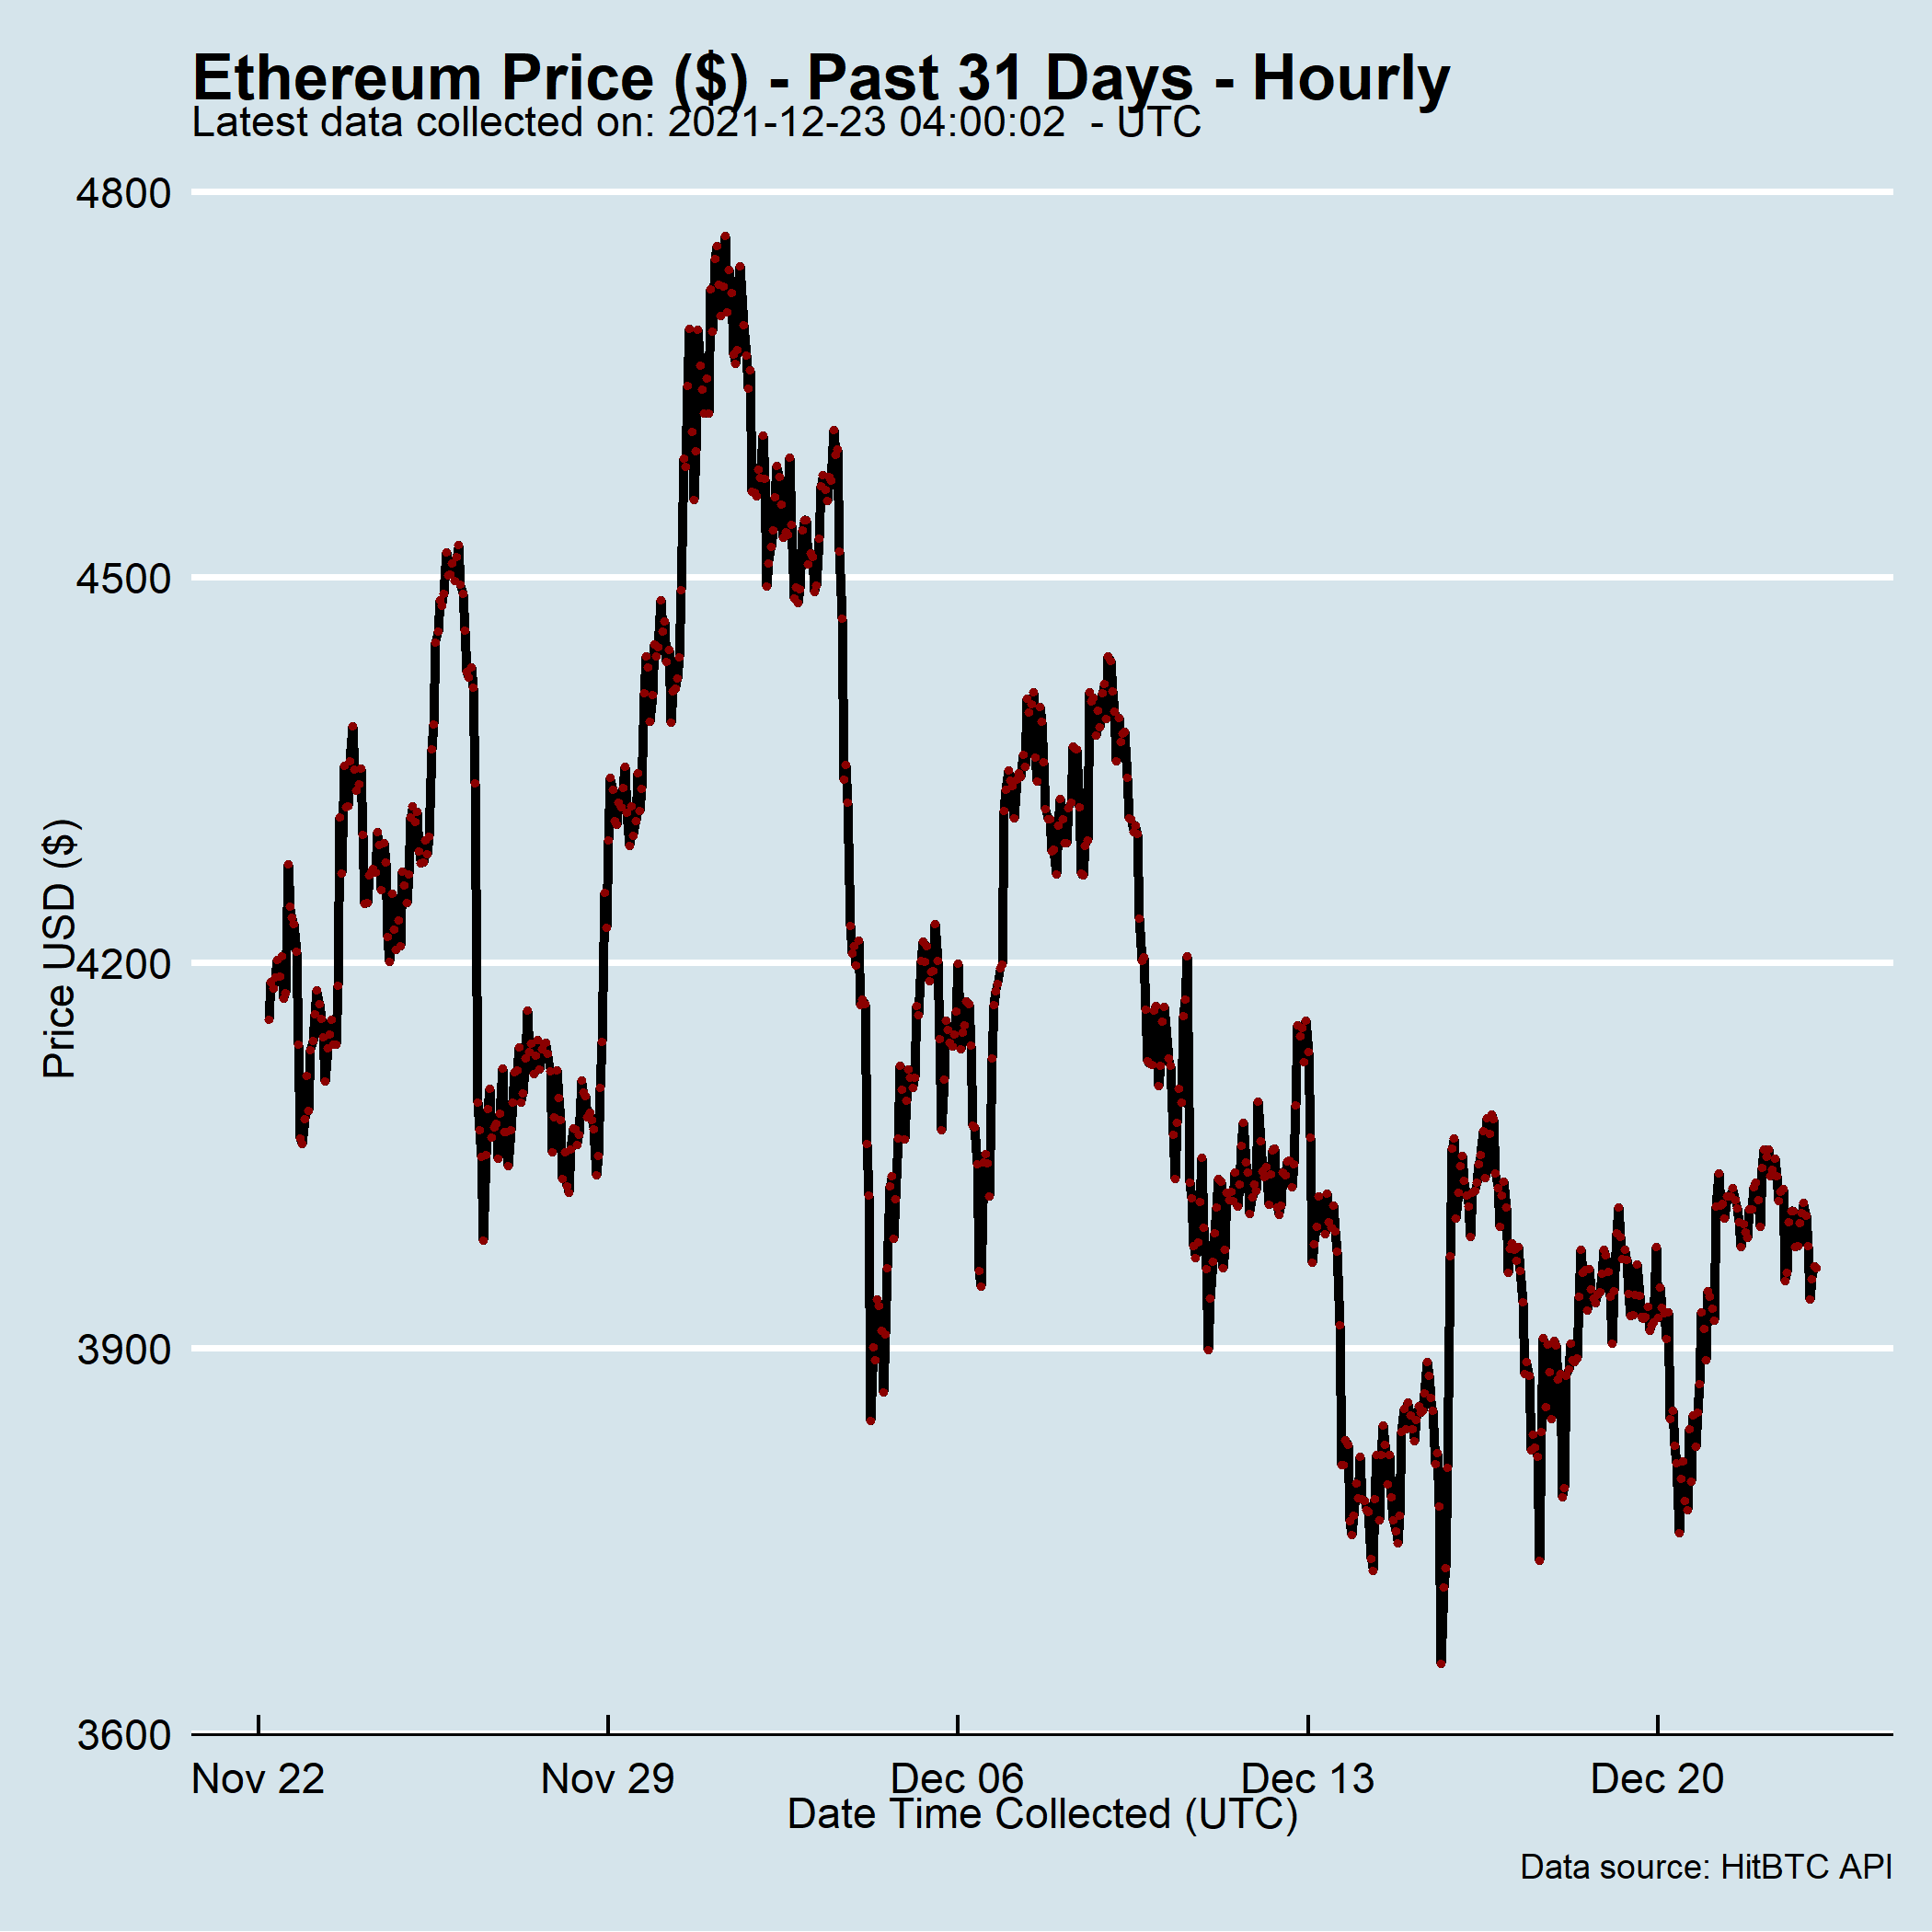 Ethereum Price ($) - Past 31 Days - Hourly
Latest data collected on: 2021-12-23 04:00:02  - UTC
4800
4500
4200
3900
3600
Price USD ($)
Nov 22
Nov 29
Dec 06
Dec 13
Dec 20
Date Time Collected (UTC)
Data source: HitBTC API